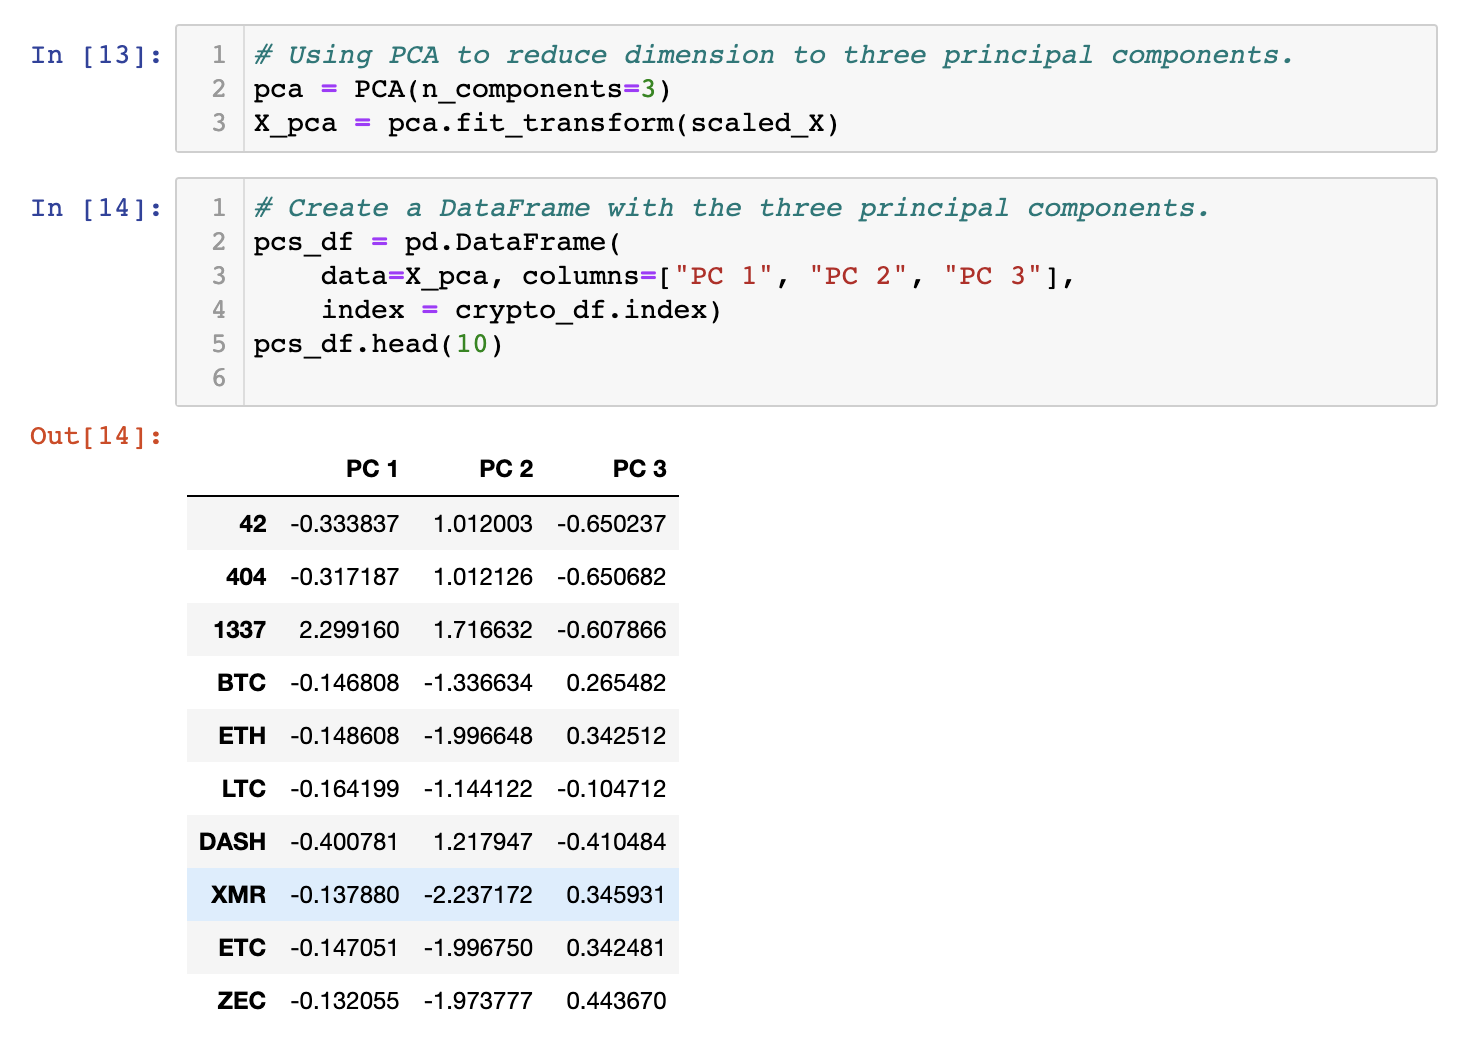 In [13]:
1 # Using PCA to reduce dimension to three principal components.
2 pca = PCA(n_components=3)
3 X_pca = pca.fit_transform(scaled_X)
In [14]:
1 # Create a DataFrame with the three principal components.
2 pcs_df = pd.DataFrame(
3     data=X_pca, columns=["PC 1", "PC 2", "PC 3"],
4     index = crypto_df.index)
5 pcs_df.head(10)
6
Out[14]:
PC 1 PC 2 PC 3
42 -0.333837 1.012003 -0.650237
404 -0.317187 1.012126 -0.650682
1337 2.299160 1.716632 -0.607866
BTC -0.146808 -1.336634 0.265482
ETH -0.148608 -1.996648 0.342512
LTC -0.164199 -1.144122 -0.104712
DASH -0.400781 1.217947 -0.410484
XMR -0.137880 -2.237172 0.345931
ETC -0.147051 -1.996750 0.342481
ZEC -0.132055 -1.973777 0.443670